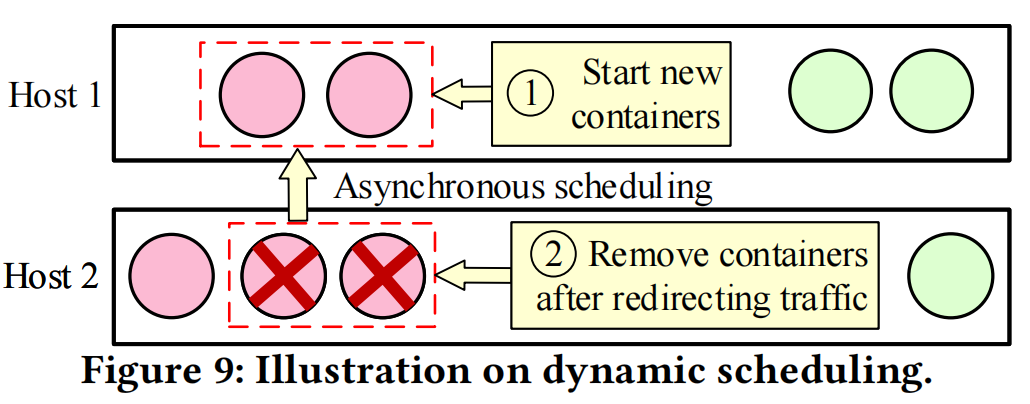 Host 1
① Start new
containers
Asynchronous scheduling
Host 2
② Remove containers
after redirecting traffic
Figure 9: Illustration on dynamic scheduling.